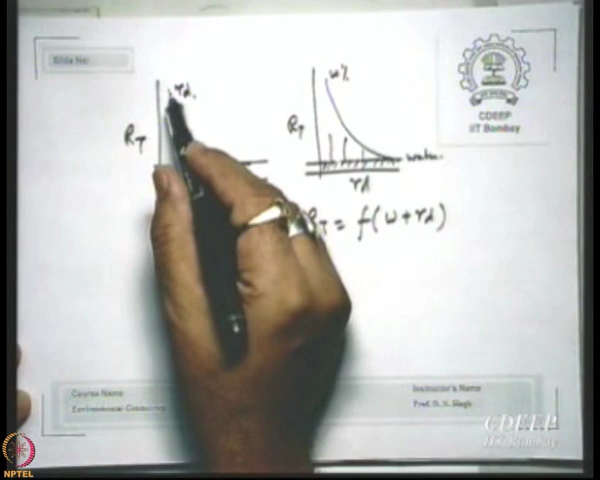 Slide No:
γd.
RT
w%
RT
water
γd
RT = f(w+γd)
CDEEP
IIT Bombay
Course Name
Environmental Geotechnology
Instructor's Name
Prof. D. N. Singh
CDEEP
IIT Bombay
NPTEL